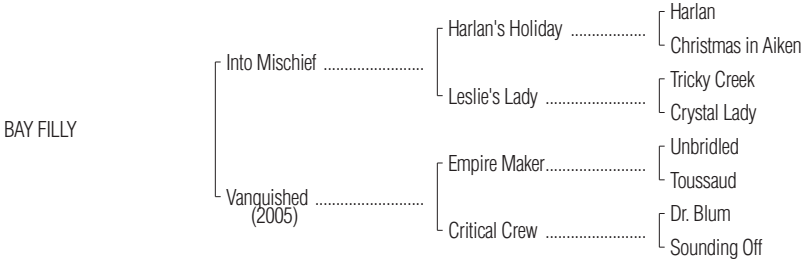 Harlan
Harlan's Holiday ...................
Christmas in Aiken
Into Mischief .........................
Tricky Creek
Leslie's Lady .........................
Crystal Lady
BAY FILLY
Unbridled
Empire Maker.........................
Toussaud
Vanquished ...........................
(2005)
Dr. Blum
Critical Crew .........................
Sounding Off